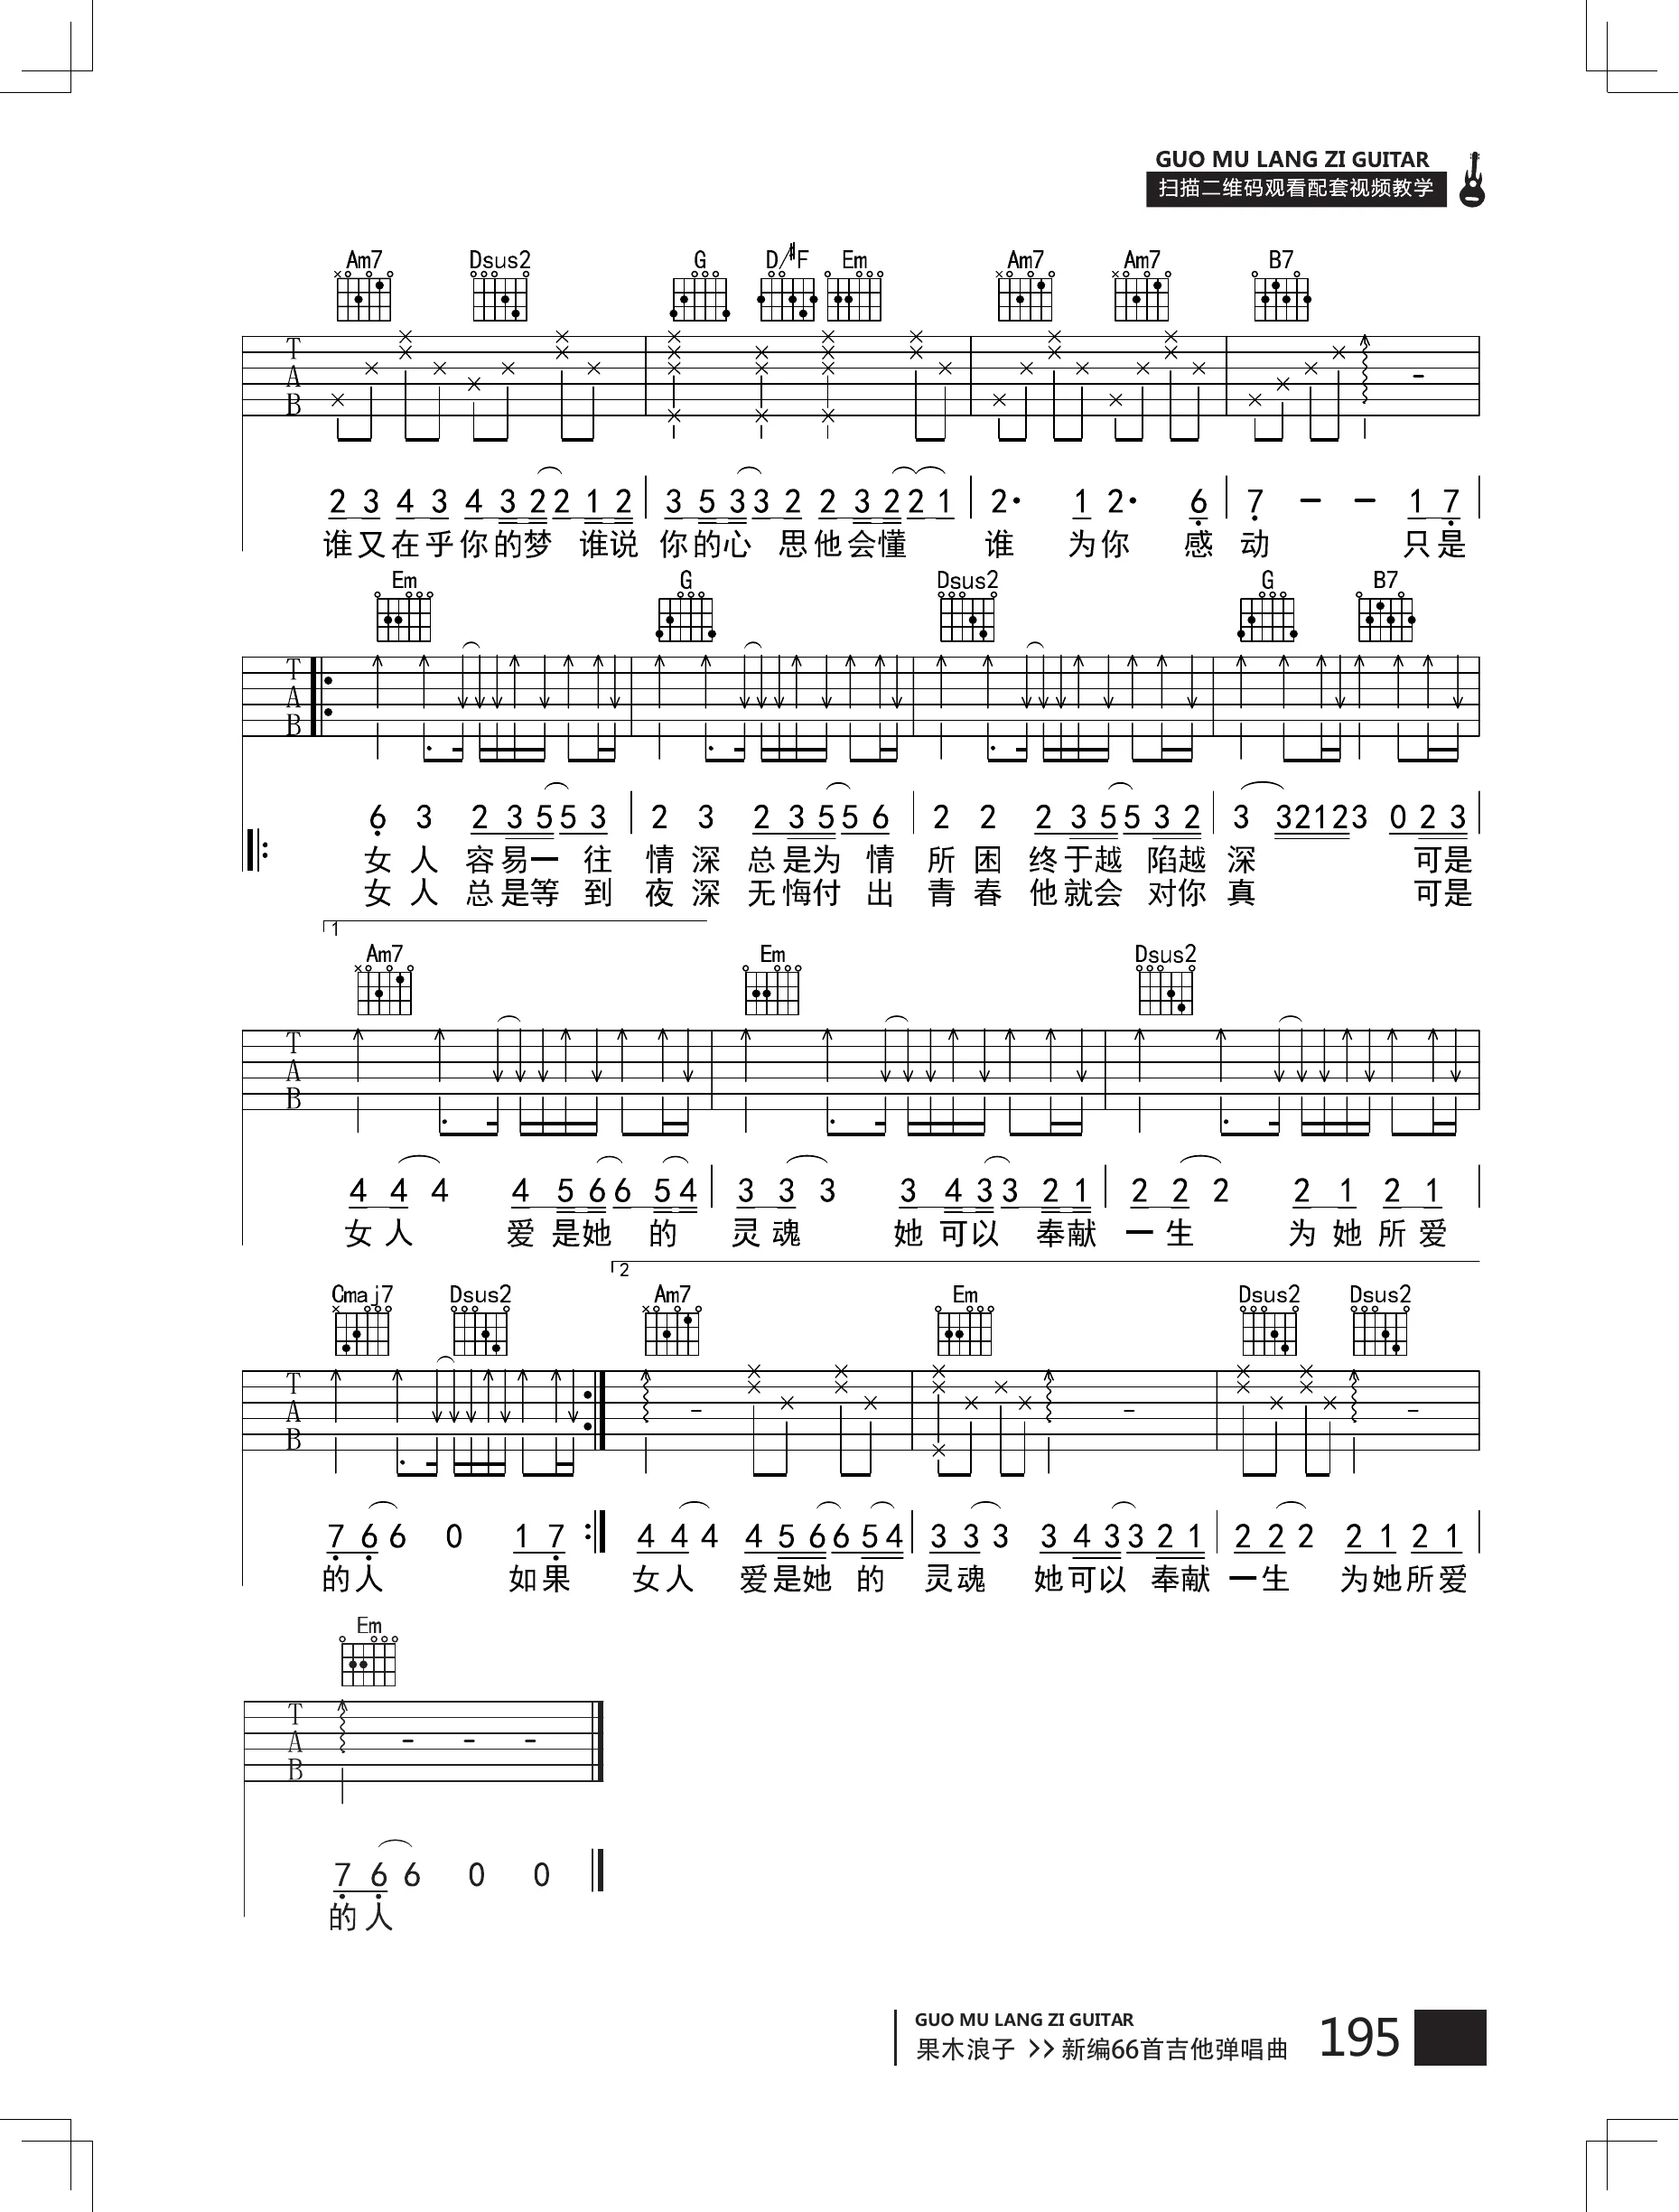 GUO MU LANG ZI GUITAR
扫描二维码观看配套视频教学
Am7 Dsus2 G D/#F Em Am7 Am7 B7
T
A
B
2 3 4 3 4 3 2 2 1 2 3 5 3 3 2 2 3 2 2 1 2· 1 2· 6 7 – – 1 7
谁又在乎你的梦 谁说 你的心 思他会懂 谁 为你 感 动 只是
Em G Dsus2 G B7
T
A
B
6 3 2 3 5 5 3 2 3 2 3 5 5 6 2 2 2 3 5 5 3 2 3 3 2 1 2 3 0 2 3
女 人 容易一 往 情 深 总是为 情 所 困 终于越 陷越 深 可是
女 人 总是等 到 夜 深 无悔付 出 青 春 他就会 对你 真 可是
1
Am7 Em Dsus2
T
A
B
4 4 4 4 5 6 6 5 4 3 3 3 3 4 3 3 2 1 2 2 2 2 1 2 1
女人 爱 是她 的 灵魂 她 可以 奉献 一生 为 她 所 爱
2
Cmaj7 Dsus2 Am7 Em Dsus2 Dsus2
T
A
B
7 6 6 0 1 7 4 4 4 4 5 6 6 5 4 3 3 3 3 4 3 3 2 1 2 2 2 2 1 2 1
的人 如果 女人 爱是她 的 灵魂 她可以 奉献 一生 为她所爱
Em
T
A
B
7 6 6 0 0
的人
GUO MU LANG ZI GUITAR
果木浪子 >> 新编66首吉他弹唱曲 195